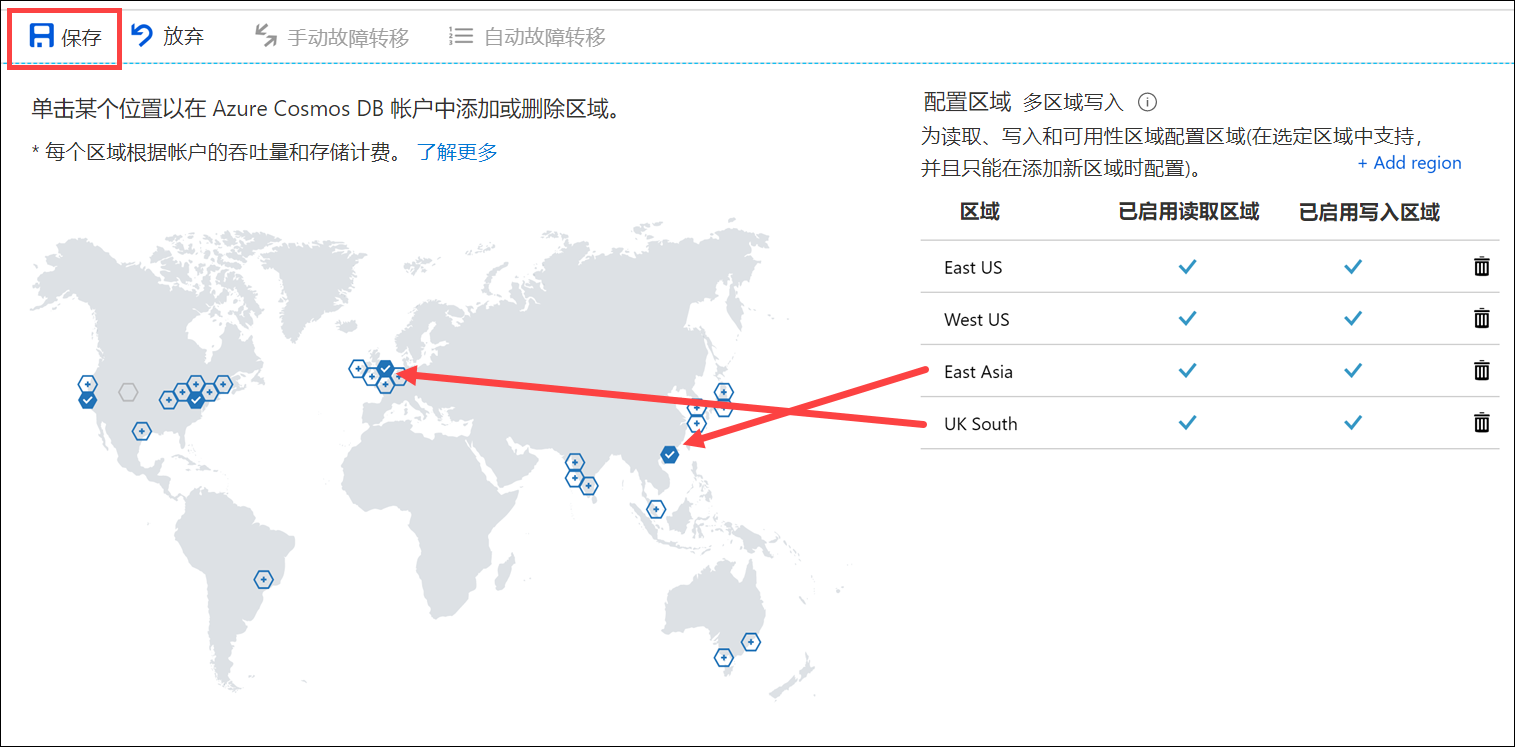 保存 放弃 手动故障转移 自动故障转移
单击某个位置以在 Azure Cosmos DB 帐户中添加或删除区域。
* 每个区域根据帐户的吞吐量和存储计费。 了解更多
配置区域 多区域写入
为读取、写入和可用性区域配置区域(在选定区域中支持，
并且只能在添加新区域时配置)。
+ Add region
区域 已启用读取区域 已启用写入区域
East US
West US
East Asia
UK South